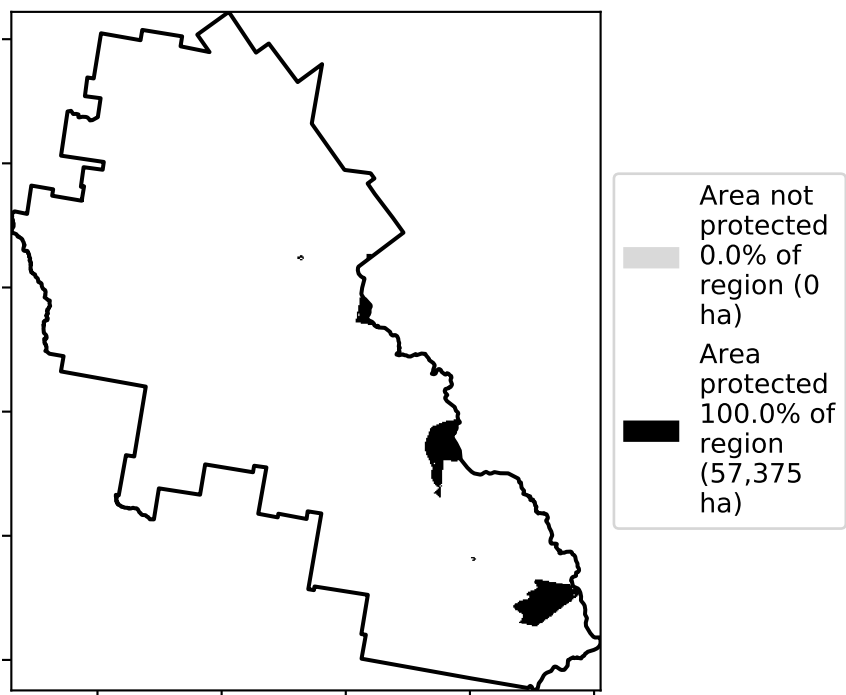 Area not
protected
0.0% of
region (0
ha)
Area
protected
100.0% of
region
(57,375
ha)